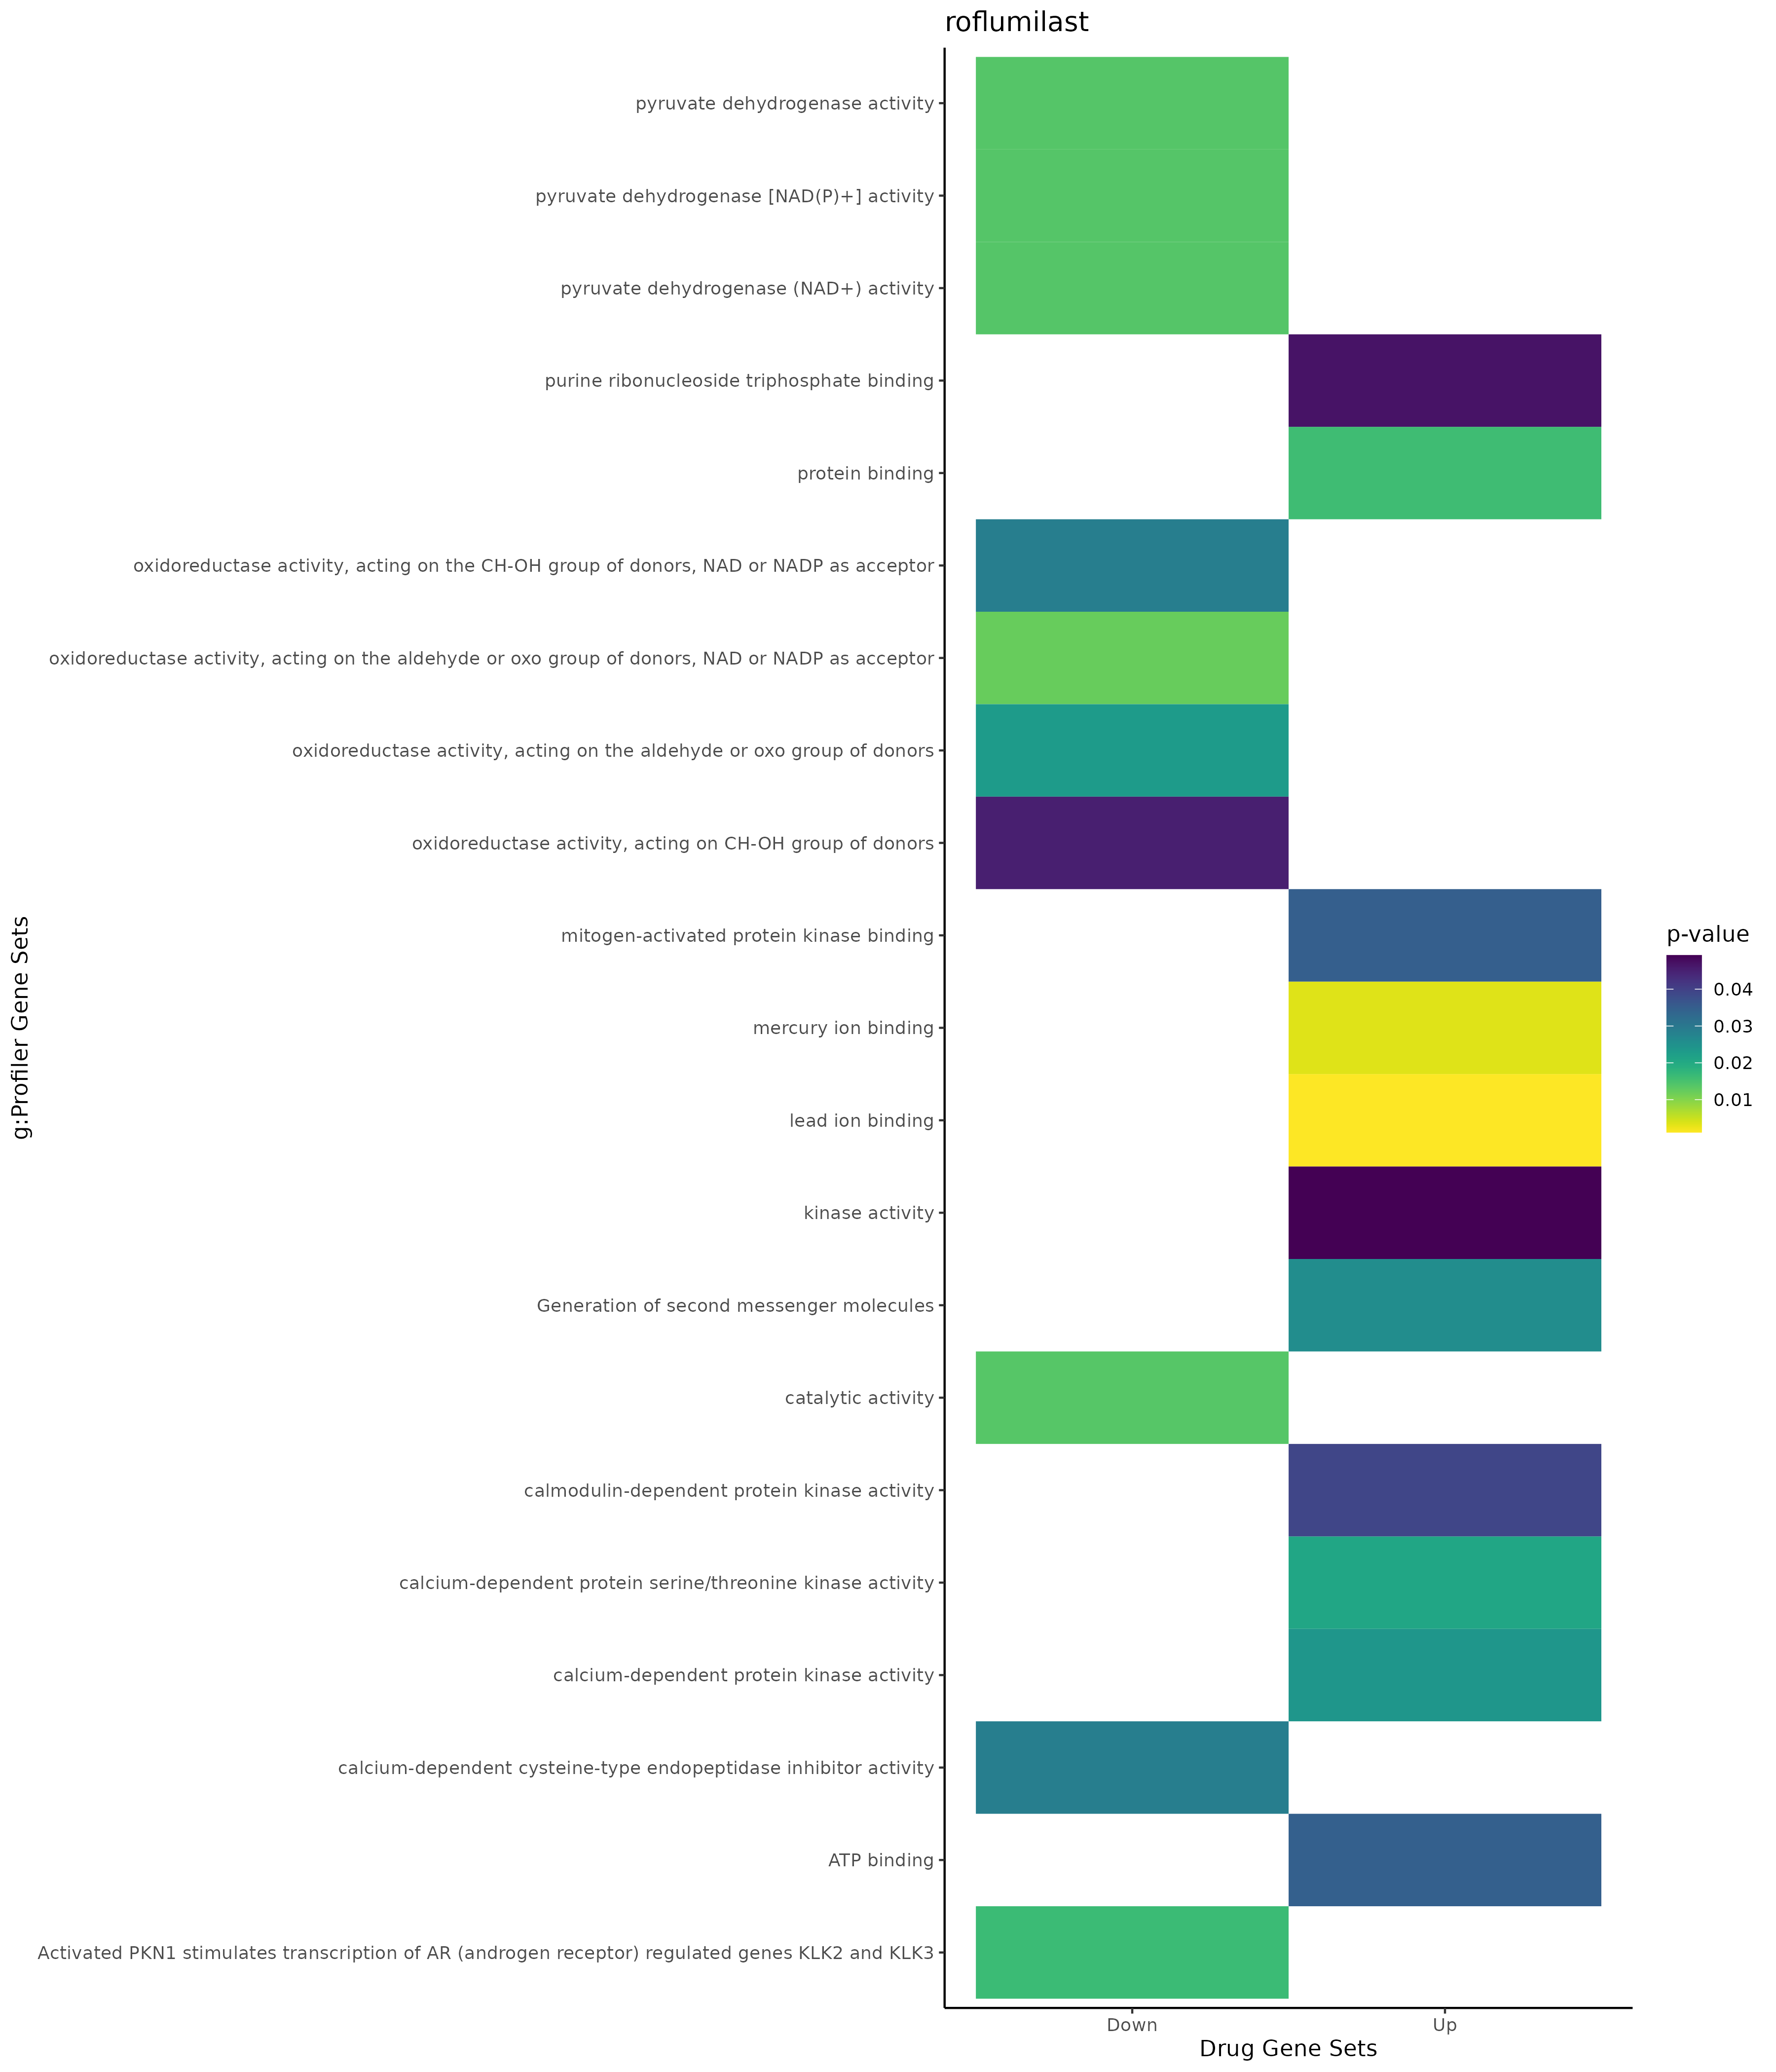 roflumilast
pyruvate dehydrogenase activity
pyruvate dehydrogenase [NAD(P)+] activity
pyruvate dehydrogenase (NAD+) activity
purine ribonucleoside triphosphate binding
protein binding
oxidoreductase activity, acting on the CH-OH group of donors, NAD or NADP as acceptor
oxidoreductase activity, acting on the aldehyde or oxo group of donors, NAD or NADP as acceptor
oxidoreductase activity, acting on the aldehyde or oxo group of donors
oxidoreductase activity, acting on CH-OH group of donors
mitogen-activated protein kinase binding
mercury ion binding
lead ion binding
kinase activity
Generation of second messenger molecules
catalytic activity
calmodulin-dependent protein kinase activity
calcium-dependent protein serine/threonine kinase activity
calcium-dependent protein kinase activity
calcium-dependent cysteine-type endopeptidase inhibitor activity
ATP binding
Activated PKN1 stimulates transcription of AR (androgen receptor) regulated genes KLK2 and KLK3
g:Profiler Gene Sets
Down
Up
Drug Gene Sets
p-value
0.04
0.03
0.02
0.01